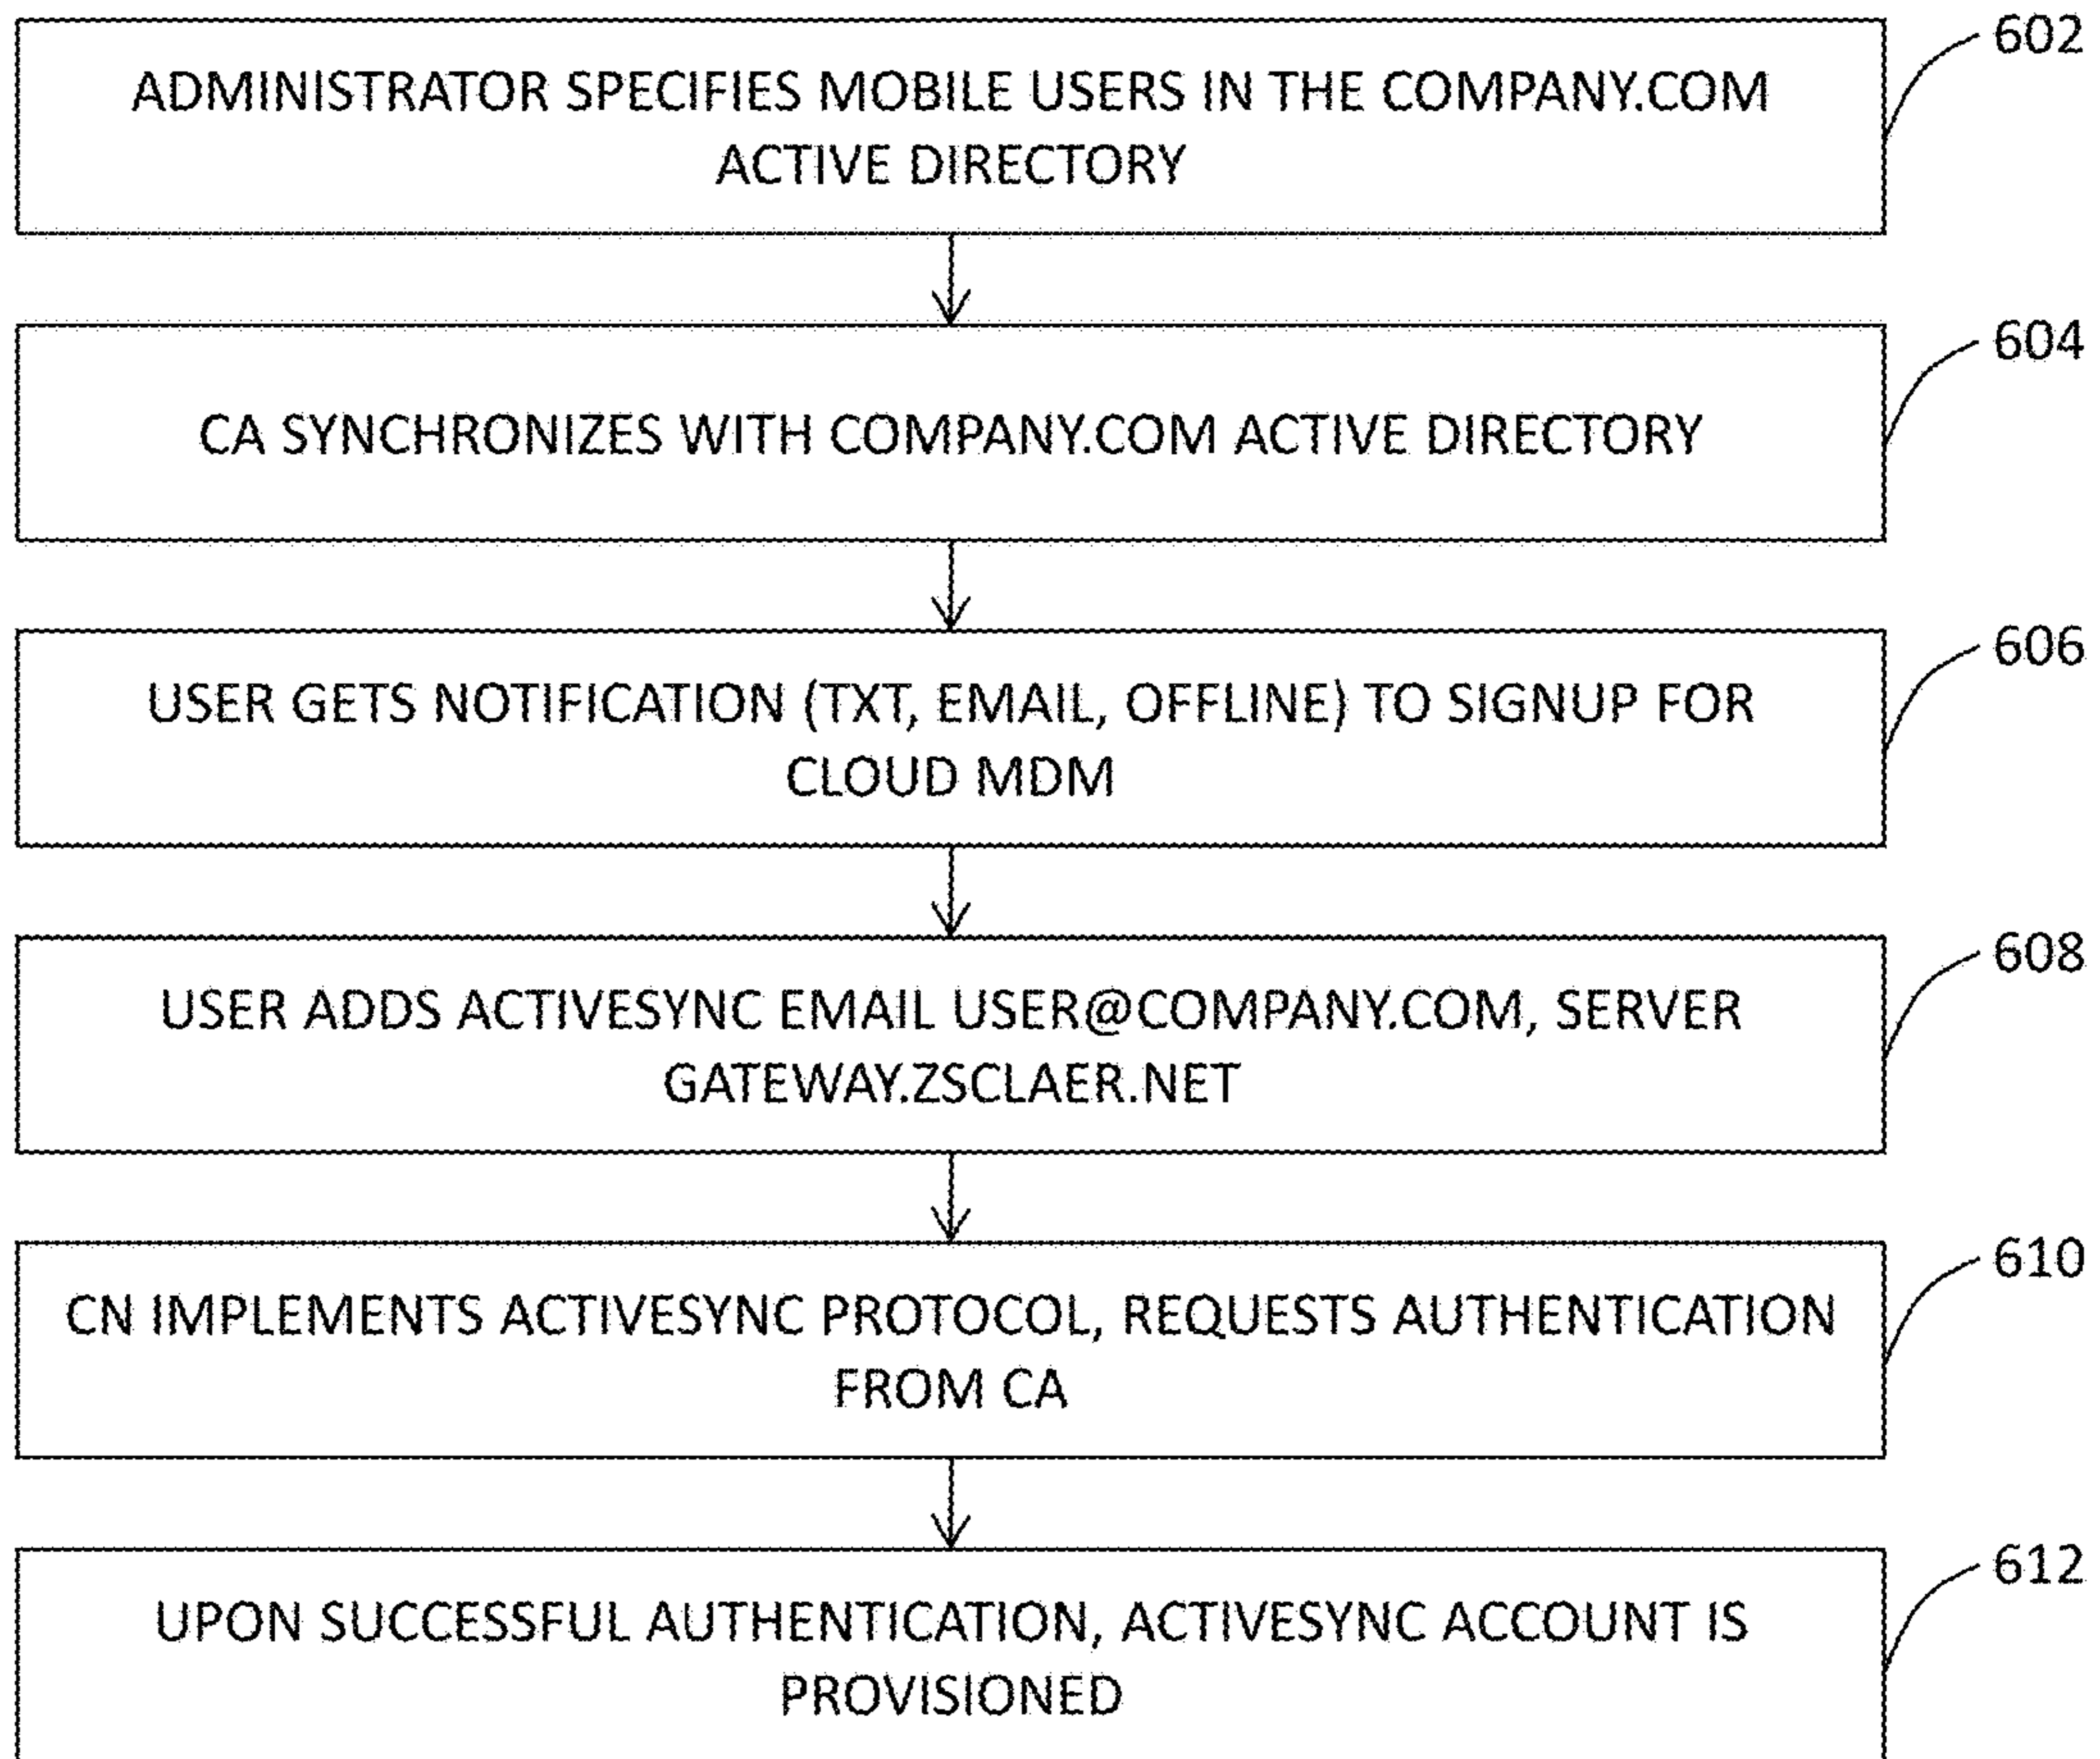 602
ADMINISTRATOR SPECIFIES MOBILE USERS IN THE COMPANY.COM
ACTIVE DIRECTORY
604
CA SYNCHRONIZES WITH COMPANY.COM ACTIVE DIRECTORY
606
USER GETS NOTIFICATION (TXT, EMAIL, OFFLINE) TO SIGNUP FOR
CLOUD MDM
608
USER ADDS ACTIVESYNC EMAIL USER@COMPANY.COM, SERVER
GATEWAY.ZSCLAER.NET
610
CN IMPLEMENTS ACTIVESYNC PROTOCOL, REQUESTS AUTHENTICATION
FROM CA
612
UPON SUCCESSFUL AUTHENTICATION, ACTIVESYNC ACCOUNT IS
PROVISIONED